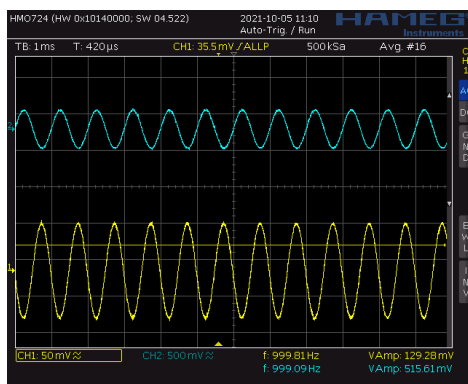 HMO724 (HW 0x10140000; SW 04.522)
2021-10-05 11:10
HAMEG
Auto-Trig. / Run
Instruments
TB: 1ms T: 420µs CH1: 35.5mV / ALLP 500kSa Avg. #16
2
1
CH1: 50mV CH2: 500mV f: 999.81Hz VAmp: 129.28mV
f: 999.09Hz VAmp: 515.61mV